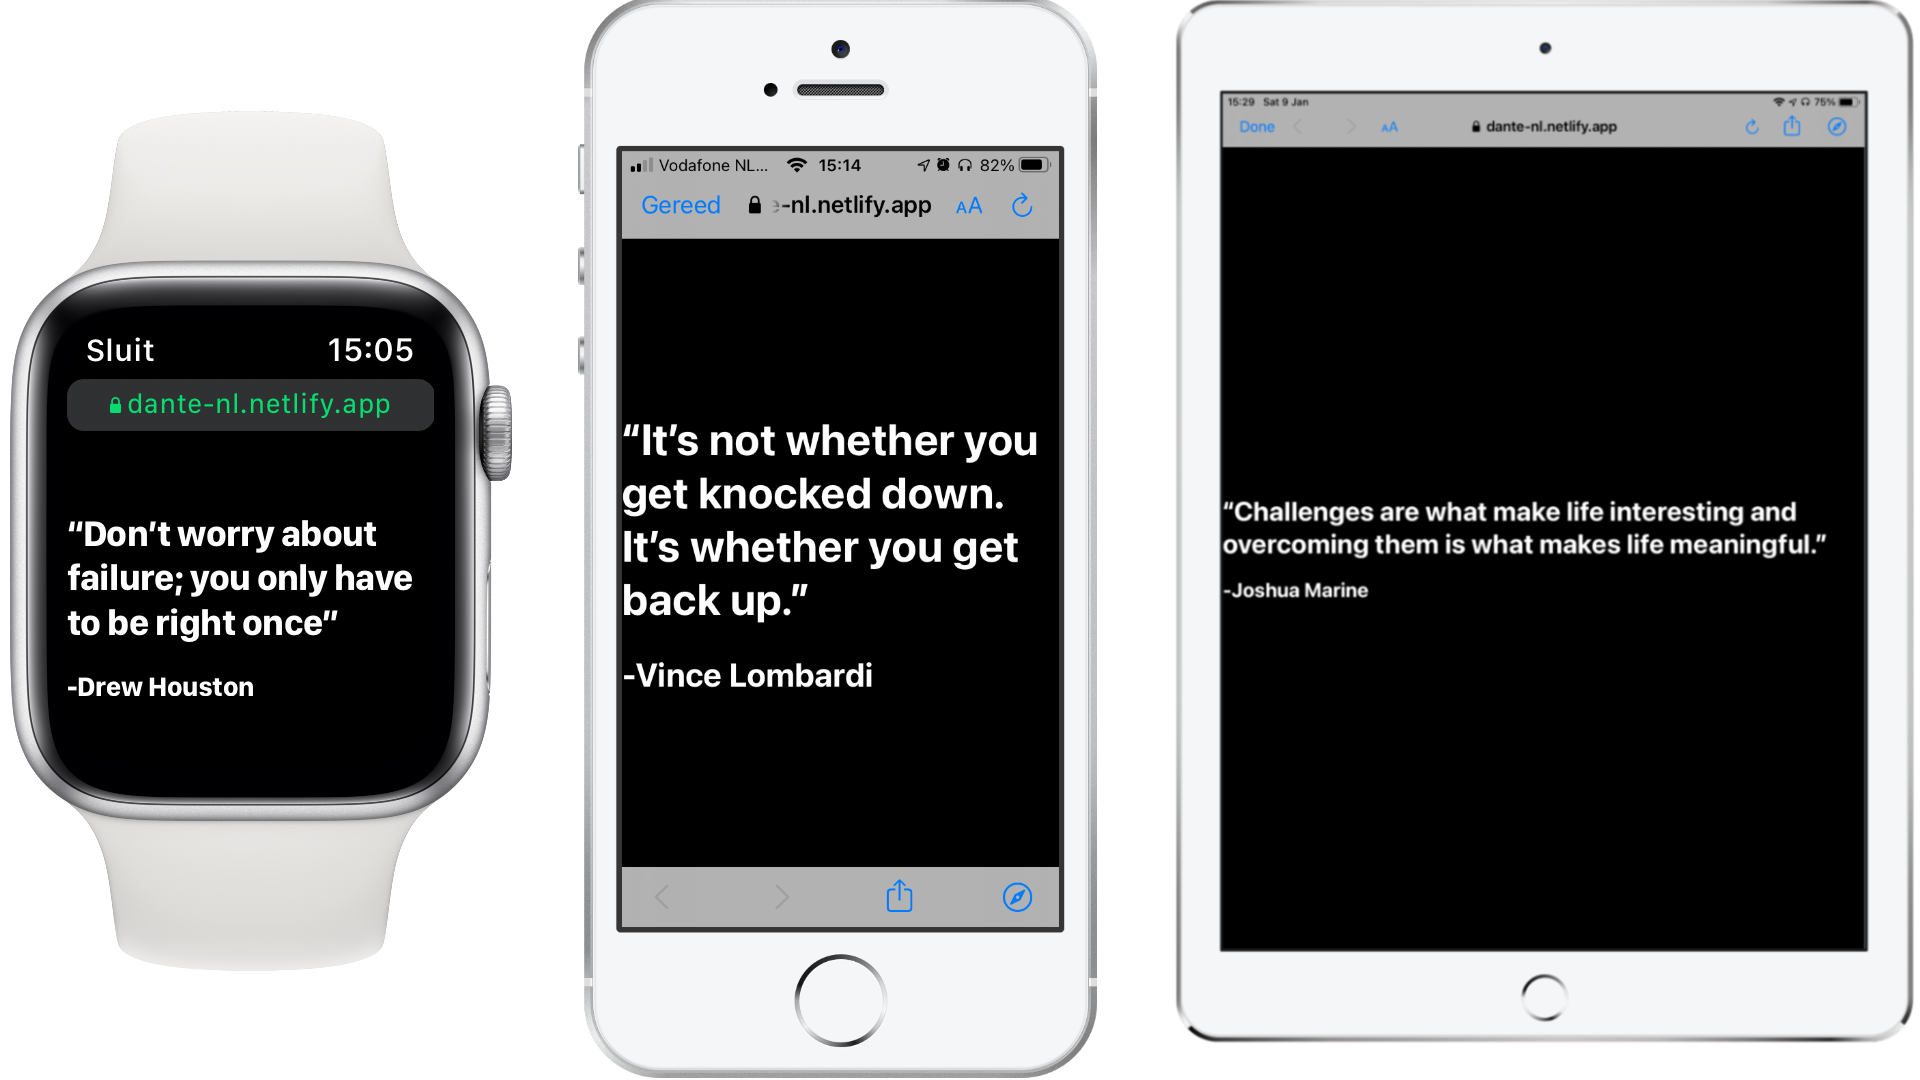 Sluit 15:05
dante-nl.netlify.app
“Don’t worry about
failure; you only have
to be right once”
-Drew Houston
Vodafone NL... 15:14 82%
Gereed -nl.netlify.app AA
“It’s not whether you
get knocked down.
It’s whether you get
back up.”
-Vince Lombardi
15:29 Sat 9 Jan 75%
Done AA dante-nl.netlify.app
“Challenges are what make life interesting and
overcoming them is what makes life meaningful.”
-Joshua Marine